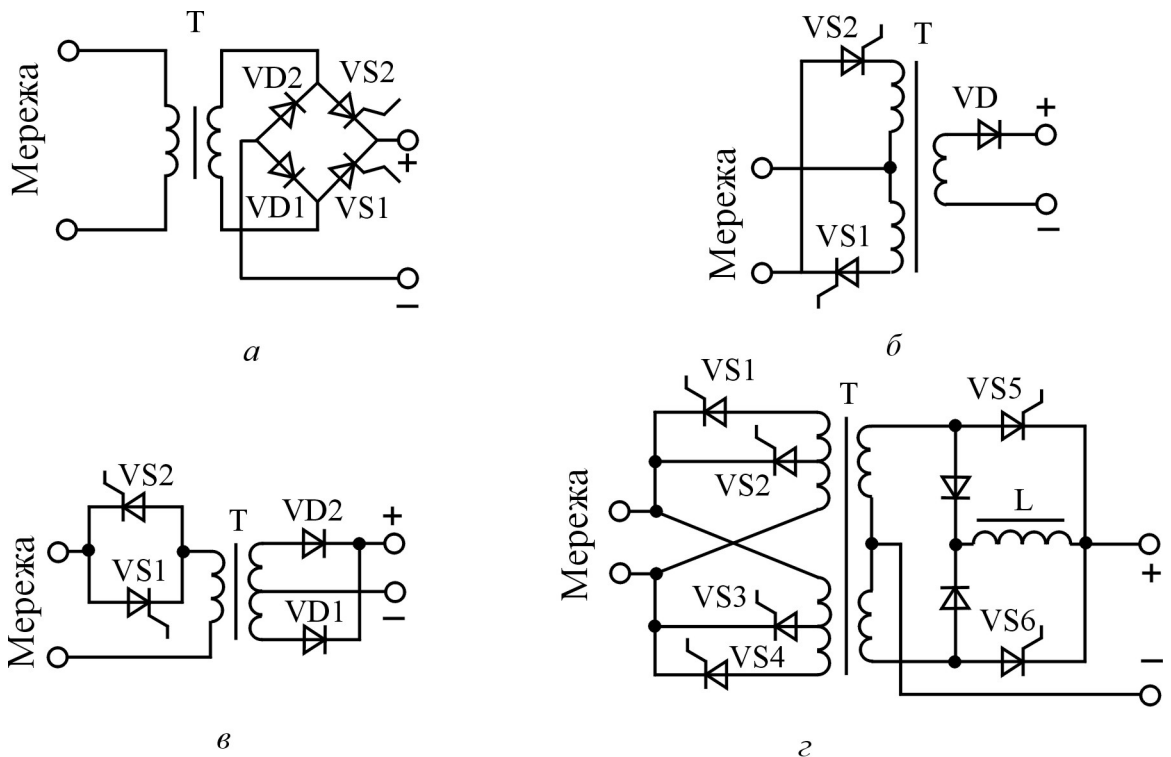 T
Мережа
VD2
VS2
VD1
VS1
+
−
а
VS2
T
VD
+
Мережа
VS1
−
б
VS2
T
VD2
+
Мережа
VS1
−
VD1
в
VS1
T
VS5
VS2
L
Мережа
+
VS3
VS6
VS4
−
г